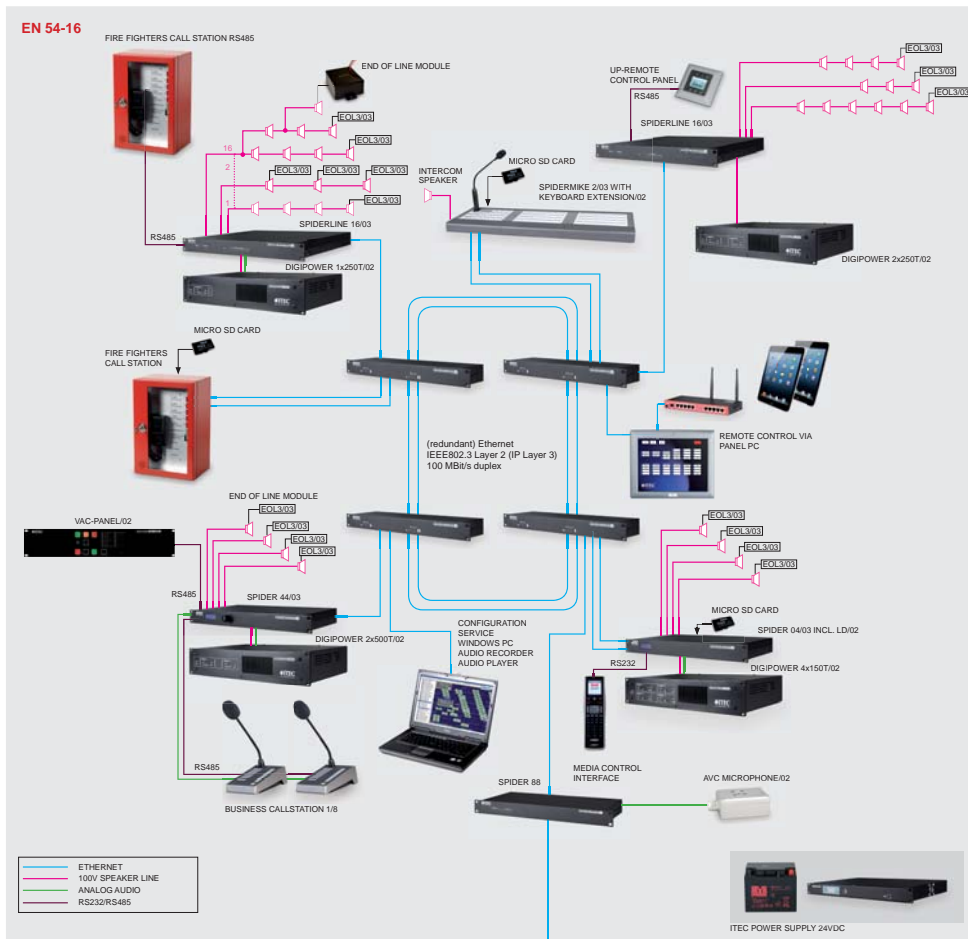 EN 54-16
FIRE FIGHTERS CALL STATION RS485
END OF LINE MODULE
EOL3/03
EOL3/03
16
2
EOL3/03
EOL3/03
EOL3/03
1
EOL3/03
RS485
SPIDERLINE 16/03
DIGIPOWER 1x250T/02
INTERCOM
SPEAKER
MICRO SD CARD
SPIDERMIKE 2/03 WITH
KEYBOARD EXTENSION/02
UP-REMOTE
CONTROL PANEL
RS485
SPIDERLINE 16/03
EOL3/03
EOL3/03
EOL3/03
DIGIPOWER 2x250T/02
MICRO SD CARD
FIRE FIGHTERS
CALL STATION
(redundant) Ethernet
IEEE802.3 Layer 2 (IP Layer 3)
100 MBit/s duplex
REMOTE CONTROL VIA
PANEL PC
END OF LINE MODULE
EOL3/03
EOL3/03
EOL3/03
EOL3/03
VAC-PANEL/02
RS485
SPIDER 44/03
DIGIPOWER 2x500T/02
RS485
BUSINESS CALLSTATION 1/8
CONFIGURATION
SERVICE
WINDOWS PC
AUDIO RECORDER
AUDIO PLAYER
EOL3/03
EOL3/03
EOL3/03
EOL3/03
MICRO SD CARD
SPIDER 04/03 INCL. LD/02
RS232
DIGIPOWER 4x150T/02
MEDIA CONTROL
INTERFACE
SPIDER 88
AVC MICROPHONE/02
ETHERNET
100V SPEAKER LINE
ANALOG AUDIO
RS232/RS485
ITEC POWER SUPPLY 24VDC